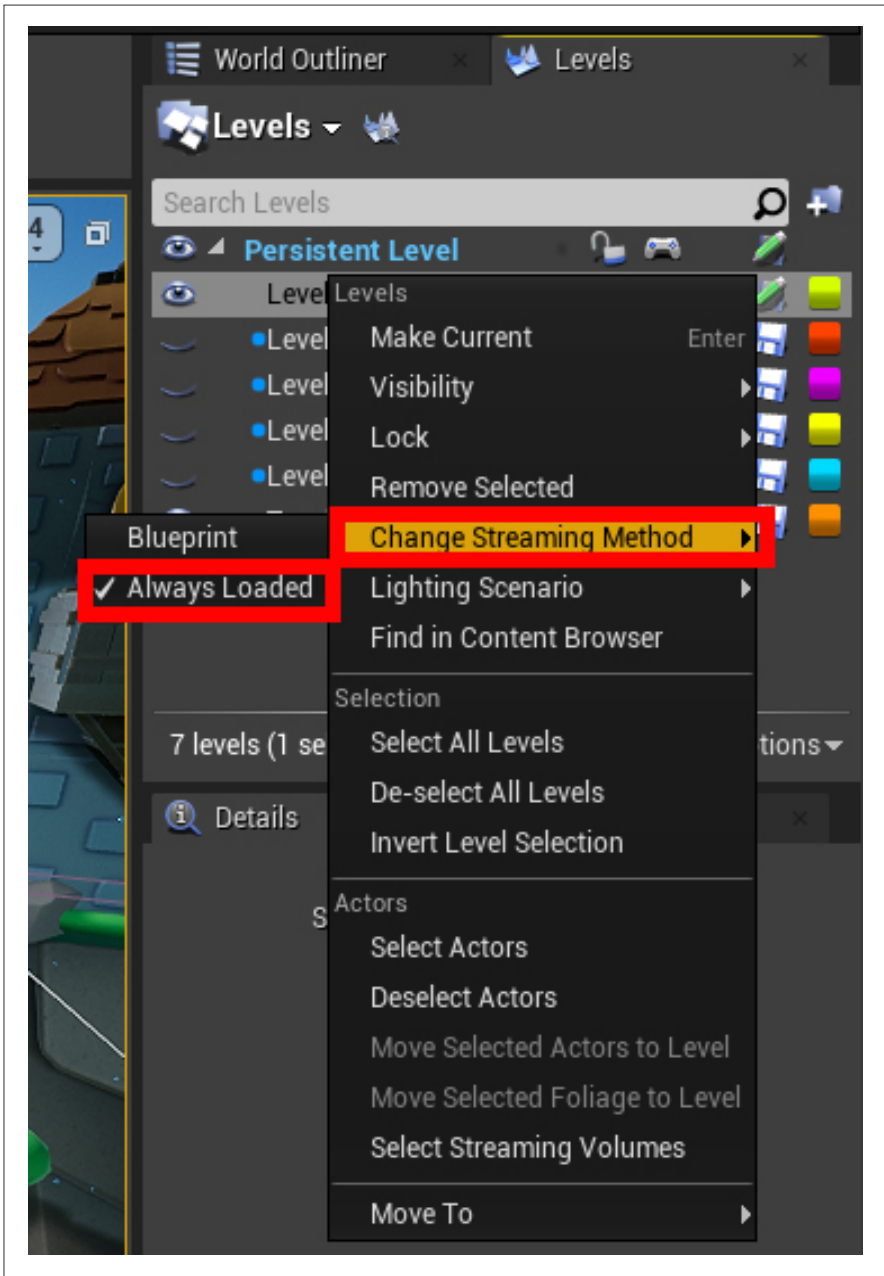 World Outliner
Levels
Levels
4
Search Levels
Persistent Level
Level
Level
Level
Level
Level
Levels
Make Current Enter
Visibility
Lock
Remove Selected
Change Streaming Method
Blueprint
Always Loaded
Lighting Scenario
Find in Content Browser
Selection
7 levels (1 se
tions
Select All Levels
De-select All Levels
Invert Level Selection
Details
Actors
S
Select Actors
Deselect Actors
Move Selected Actors to Level
Move Selected Foliage to Level
Select Streaming Volumes
Move To